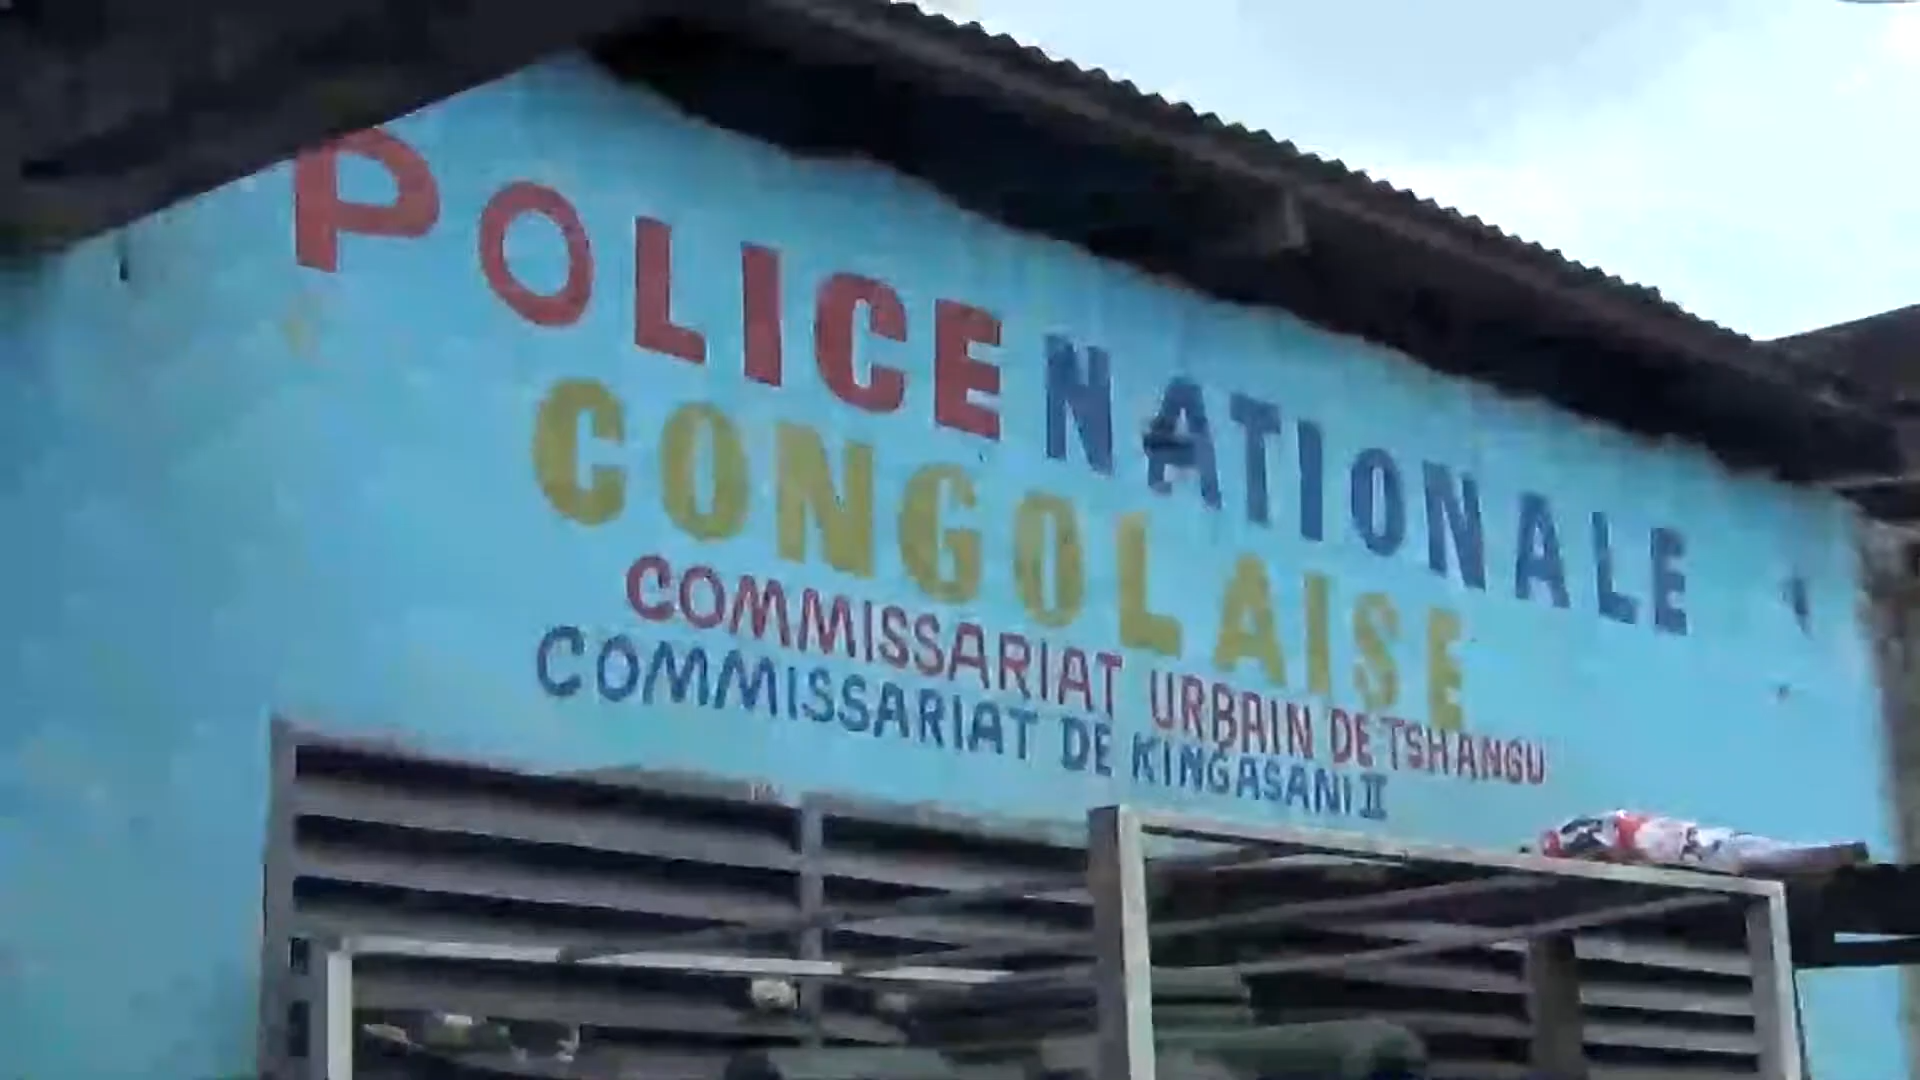 POLICE NATIONALE
CONGOLAISE
COMMISSARIAT URBAIN DE TSHANGU
COMMISSARIAT DE KINGASANI II